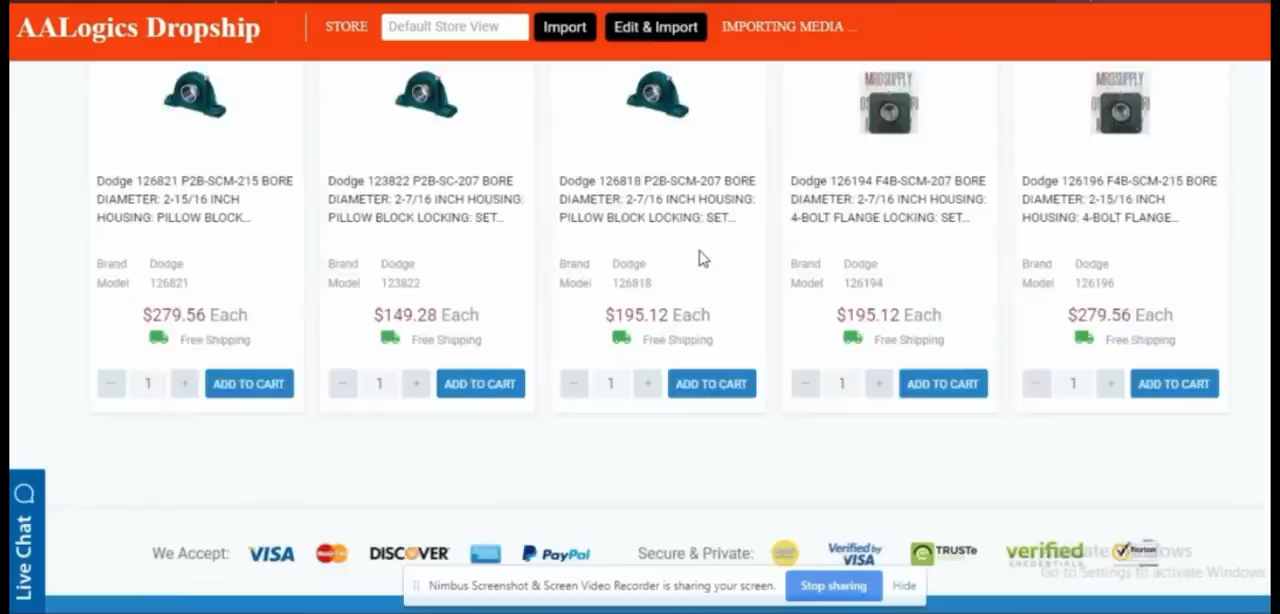 AALogics Dropship
STORE
Default Store View
Import
Edit & Import
IMPORTING MEDIA ...
MROSUPPLY
MROSUPPLY
Dodge 126821 P2B-SCM-215 BORE
DIAMETER: 2-15/16 INCH
HOUSING: PILLOW BLOCK...
Brand Dodge
Model 126821
$279.56 Each
Free Shipping
− 1 + ADD TO CART
Dodge 123822 P2B-SC-207 BORE
DIAMETER: 2-7/16 INCH HOUSING:
PILLOW BLOCK LOCKING: SET...
Brand Dodge
Model 123822
$149.28 Each
Free Shipping
− 1 + ADD TO CART
Dodge 126818 P2B-SCM-207 BORE
DIAMETER: 2-7/16 INCH HOUSING:
PILLOW BLOCK LOCKING: SET...
Brand Dodge
Model 126818
$195.12 Each
Free Shipping
− 1 + ADD TO CART
Dodge 126194 F4B-SCM-207 BORE
DIAMETER: 2-7/16 INCH HOUSING:
4-BOLT FLANGE LOCKING: SET...
Brand Dodge
Model 126194
$195.12 Each
Free Shipping
− 1 + ADD TO CART
Dodge 126196 F4B-SCM-215 BORE
DIAMETER: 2-15/16 INCH
HOUSING: 4-BOLT FLANGE...
Brand Dodge
Model 126196
$279.56 Each
Free Shipping
− 1 + ADD TO CART
Live Chat
We Accept: VISA MasterCard DISCOVER PayPal
Secure & Private: Verified by VISA TRUSTe verified CREDENTIALS Norton
Windows
Go to Settings to activate Windows
Nimbus Screenshot & Screen Video Recorder is sharing your screen. Stop sharing Hide